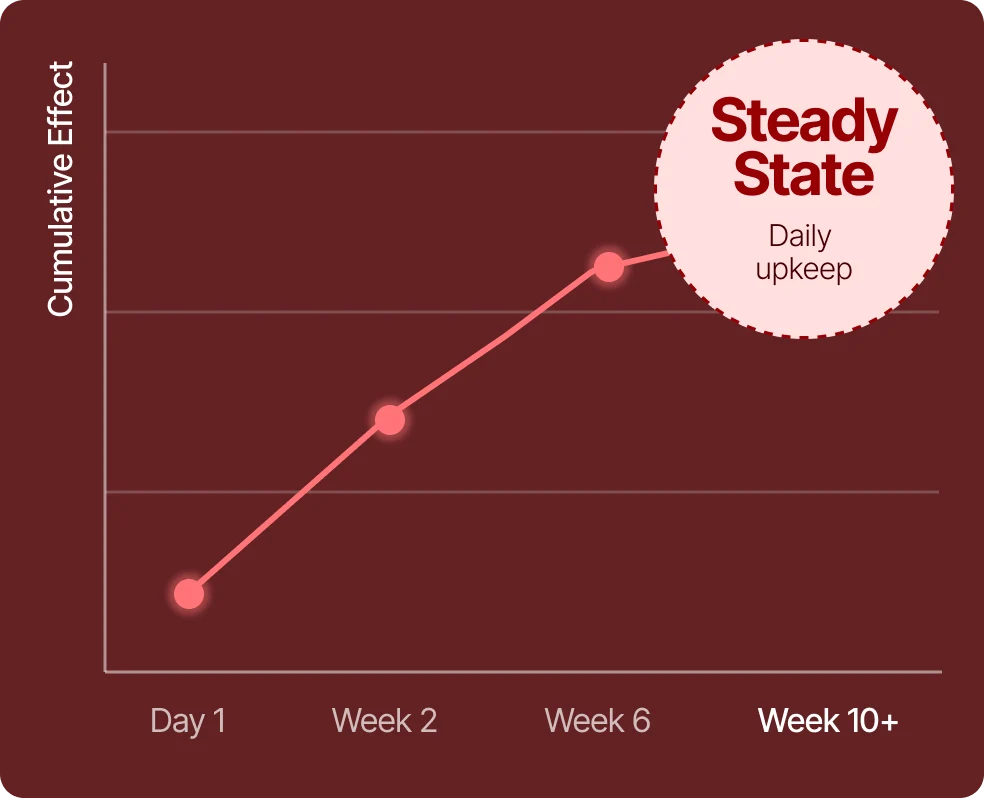 Cumulative Effect
Steady
State
Daily
upkeep
Day 1
Week 2
Week 6
Week 10+